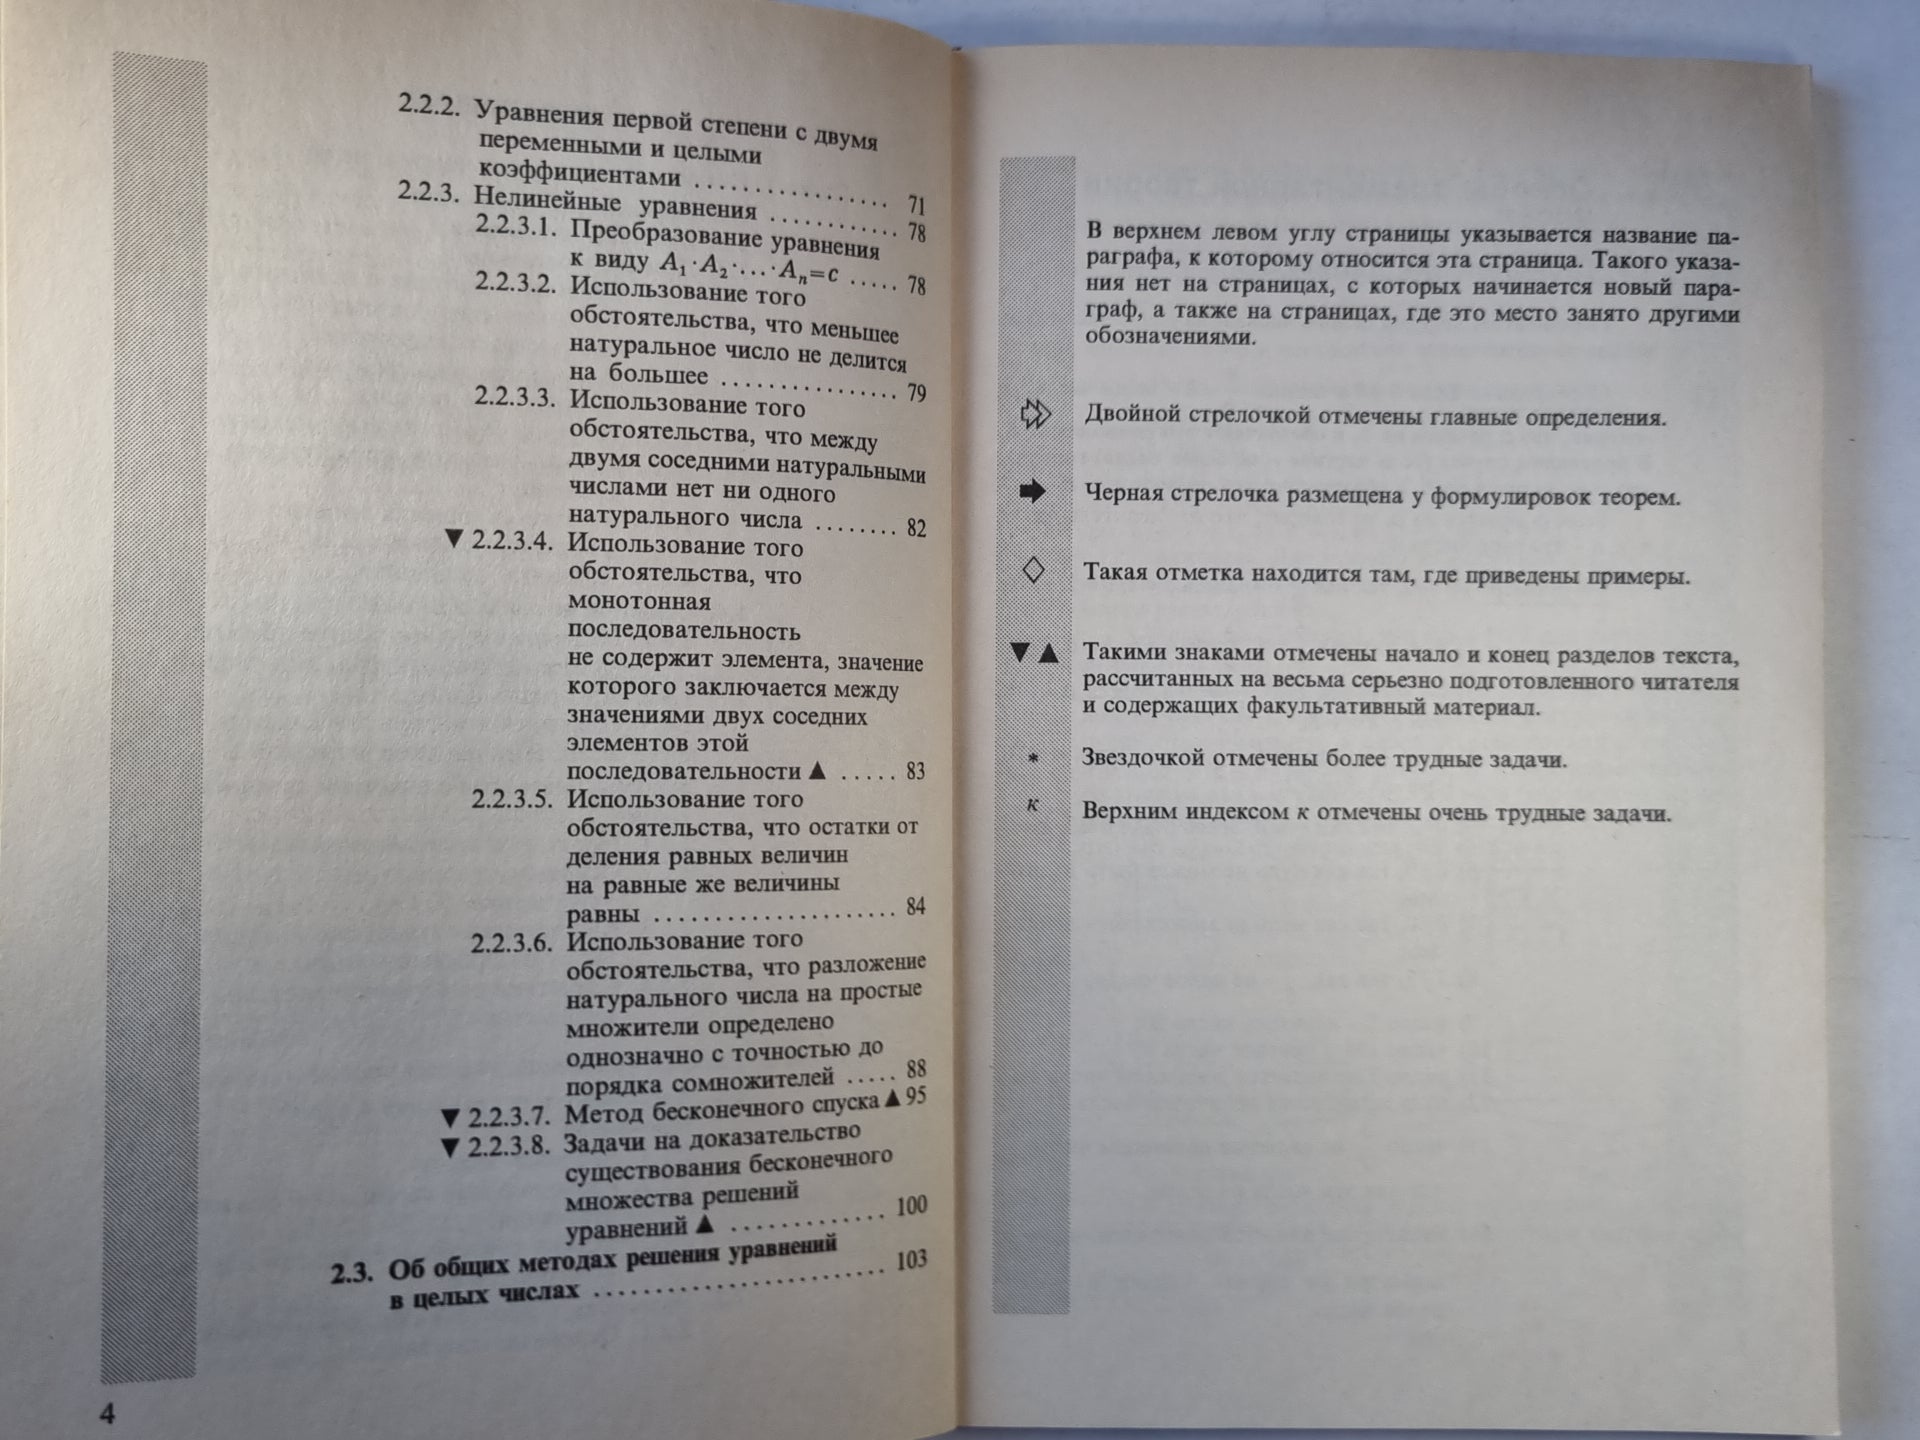 2.2.2. Уравнения первой степени с двумя
переменными и целыми
коэффициентами ................ 71
2.2.3. Нелинейные уравнения ........... 78
2.2.3.1. Преобразование уравнения
к виду A₁·A₂·...·Aₙ=c ..... 78
2.2.3.2. Использование того
обстоятельства, что меньшее
натуральное число не делится
на большее ............... 79
2.2.3.3. Использование того
обстоятельства, что между
двумя соседними натуральными
числами нет ни одного
натурального числа ........ 82
▼ 2.2.3.4. Использование того
обстоятельства, что
монотонная
последовательность
не содержит элемента, значение
которого заключается между
значениями двух соседних
элементов этой
последовательности ▲ ..... 83
2.2.3.5. Использование того
обстоятельства, что остатки от
деления равных величин
на равные же величины
равны ...................... 84
2.2.3.6. Использование того
обстоятельства, что разложение
натурального числа на простые
множители определено
однозначно с точностью до
порядка сомножителей ..... 88
▼ 2.2.3.7. Метод бесконечного спуска ▲ 95
▼ 2.2.3.8. Задачи на доказательство
существования бесконечного
множества решений
уравнений ▲ ............. 100
2.3. Об общих методах решения уравнений
в целых числах ........................ 103
4
В верхнем левом углу страницы указывается название па-
раграфа, к которому относится эта страница. Такого указа-
ния нет на страницах, с которых начинается новый пара-
граф, а также на страницах, где это место занято другими
обозначениями.
Двойной стрелочкой отмечены главные определения.
Черная стрелочка размещена у формулировок теорем.
◇ Такая отметка находится там, где приведены примеры.
▼▲ Такими знаками отмечены начало и конец разделов текста,
рассчитанных на весьма серьезно подготовленного читателя
и содержащих факультативный материал.
* Звездочкой отмечены более трудные задачи.
к Верхним индексом к отмечены очень трудные задачи.